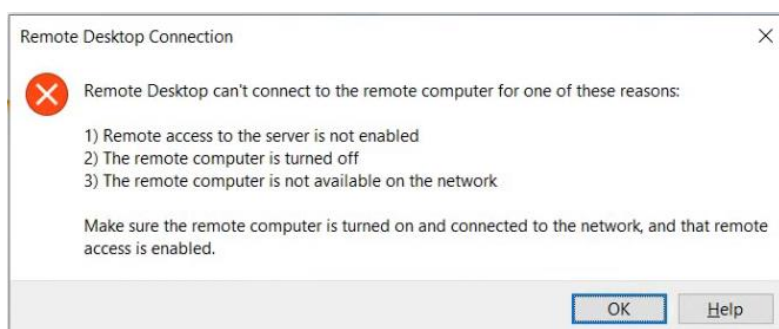 Remote Desktop Connection
Remote Desktop can't connect to the remote computer for one of these reasons:
1) Remote access to the server is not enabled
2) The remote computer is turned off
3) The remote computer is not available on the network
Make sure the remote computer is turned on and connected to the network, and that remote
access is enabled.
OK
Help